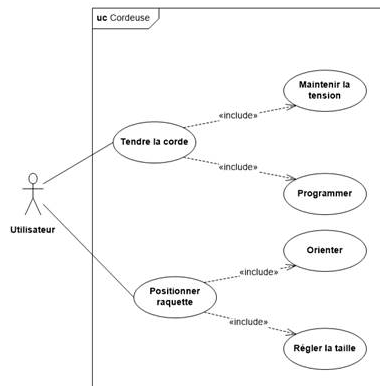 uc Cordeuse
Maintenir la
tension
«include»
Tendre la corde
«include»
Programmer
Utilisateur
Orienter
«include»
Positionner
raquette
«include»
Régler la taille